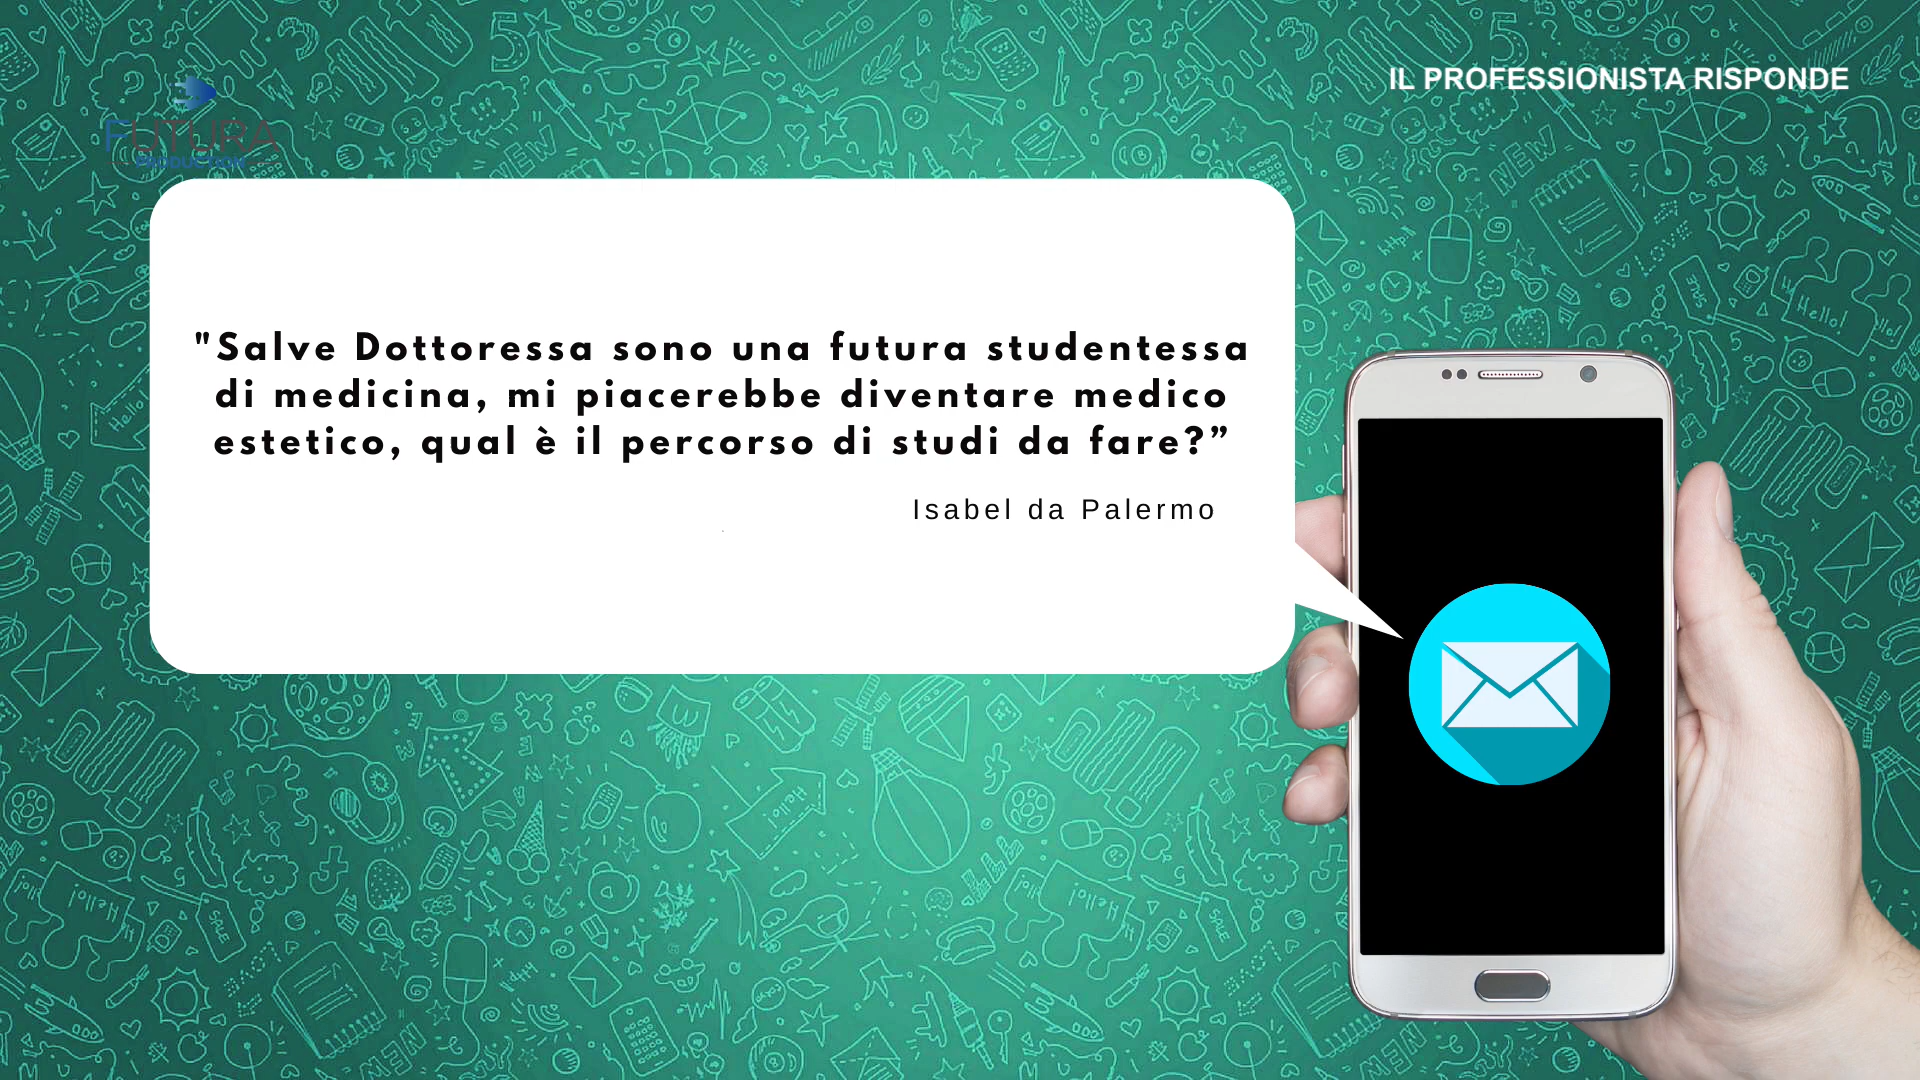 IL PROFESSIONISTA RISPONDE
FUTURA
PRODUCTION
"Salve Dottoressa sono una futura studentessa
di medicina, mi piacerebbe diventare medico
estetico, qual è il percorso di studi da fare?”
Isabel da Palermo